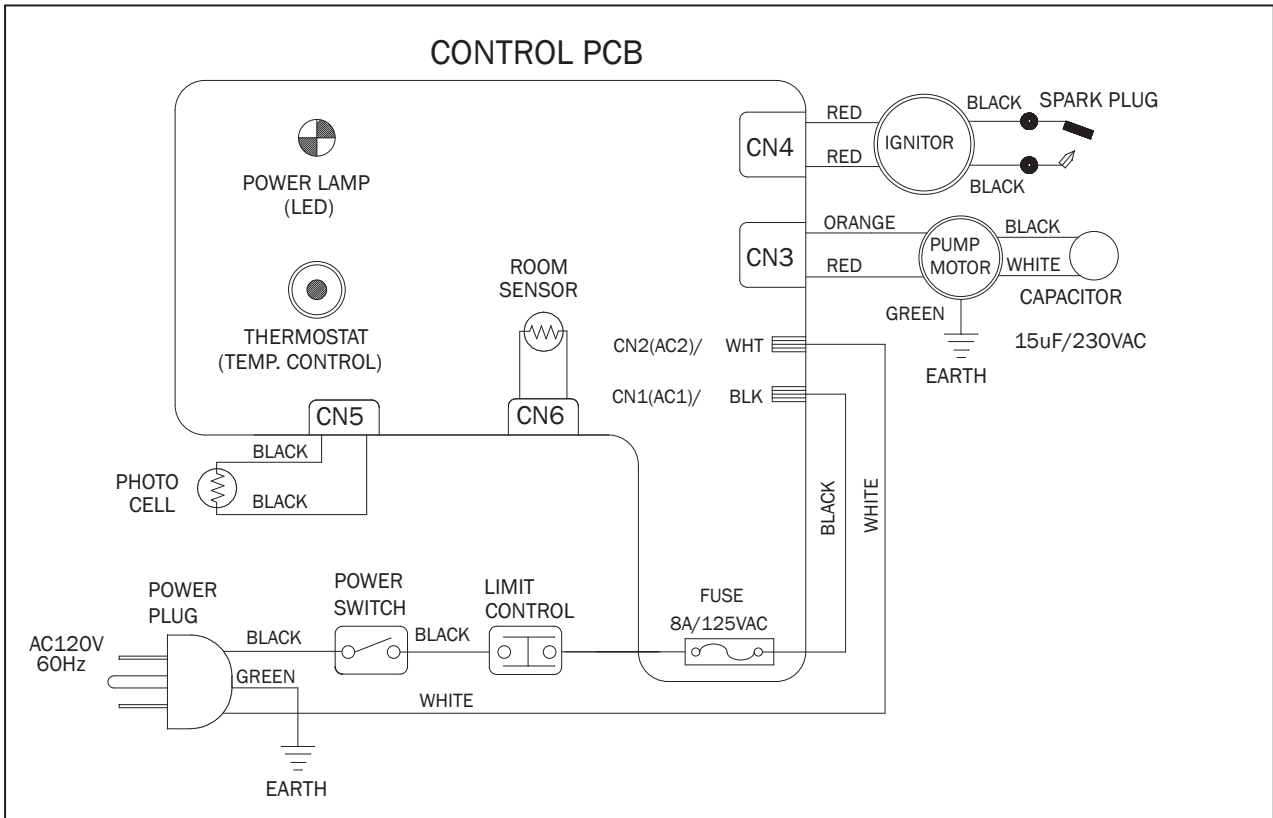 CONTROL PCB
POWER LAMP
(LED)
THERMOSTAT
(TEMP. CONTROL)
ROOM
SENSOR
CN5
CN6
CN4
RED
RED
IGNITOR
BLACK
BLACK
SPARK PLUG
CN3
ORANGE
RED
PUMP
MOTOR
BLACK
WHITE
CAPACITOR
15uF/230VAC
GREEN
EARTH
CN2(AC2)/ WHT
CN1(AC1)/ BLK
BLACK
WHITE
PHOTO
CELL
BLACK
BLACK
POWER
PLUG
AC120V
60Hz
BLACK
GREEN
WHITE
EARTH
POWER
SWITCH
BLACK
LIMIT
CONTROL
FUSE
8A/125VAC